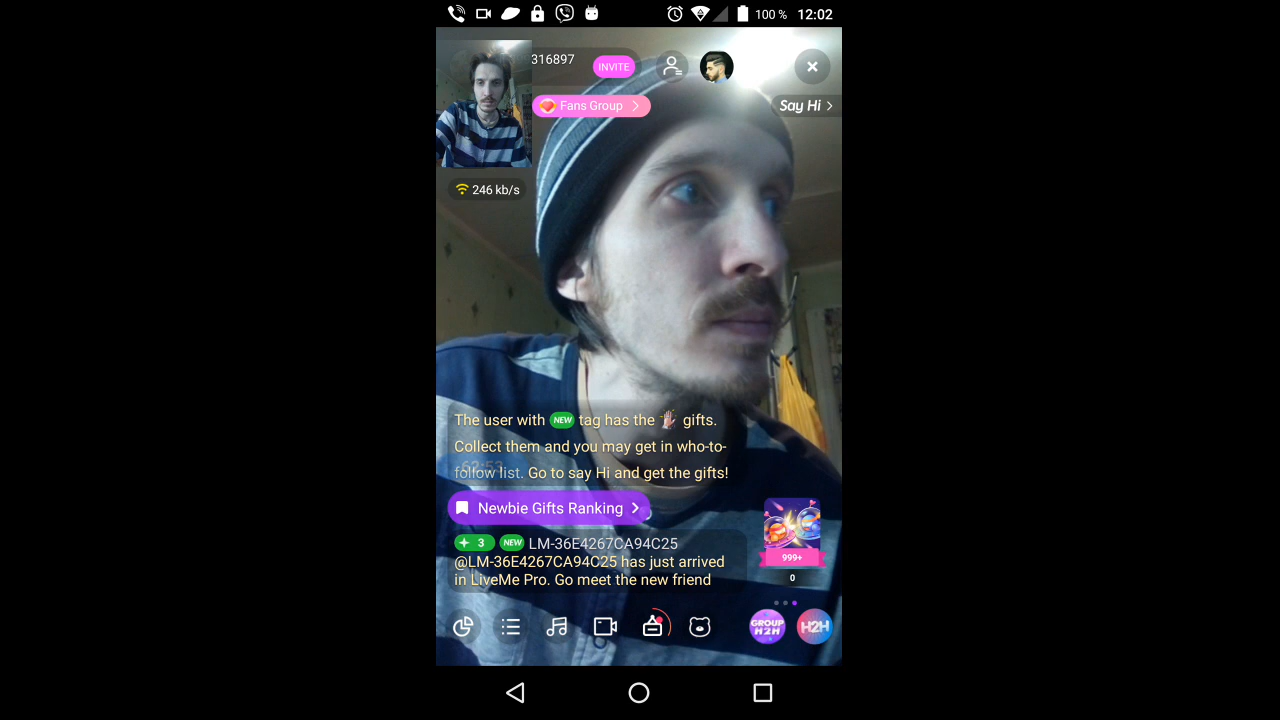 100 % 12:02
316897
INVITE
Fans Group
Say Hi
246 kb/s
The user with NEW tag has the gifts.
Collect them and you may get in who-to-
follow list. Go to say Hi and get the gifts!
62:53
Newbie Gifts Ranking
3 NEW LM-36E4267CA94C25
@LM-36E4267CA94C25 has just arrived
in LiveMe Pro. Go meet the new friend
999+
0
GROUP
H2H
H2H